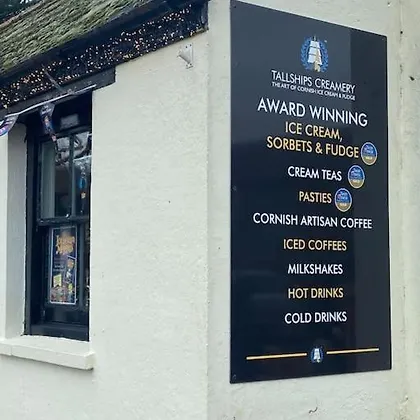 TALLSHIPS CREAMERY
THE ART OF CORNISH ICE CREAM & FUDGE
AWARD WINNING
ICE CREAM,
SORBETS & FUDGE
CREAM TEAS
PASTIES
CORNISH ARTISAN COFFEE
ICED COFFEES
MILKSHAKES
HOT DRINKS
COLD DRINKS